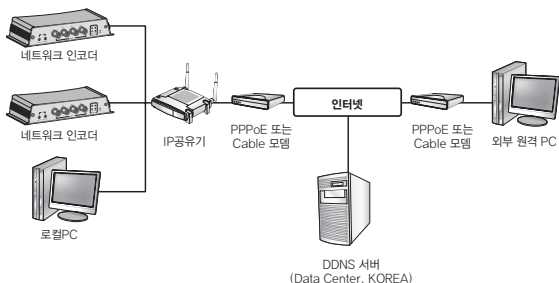 네트워크 인코더
네트워크 인코더
로컬PC
IP공유기
PPPoE 또는
Cable 모뎀
인터넷
PPPoE 또는
Cable 모뎀
외부 원격 PC
DDNS 서버
(Data Center, KOREA)